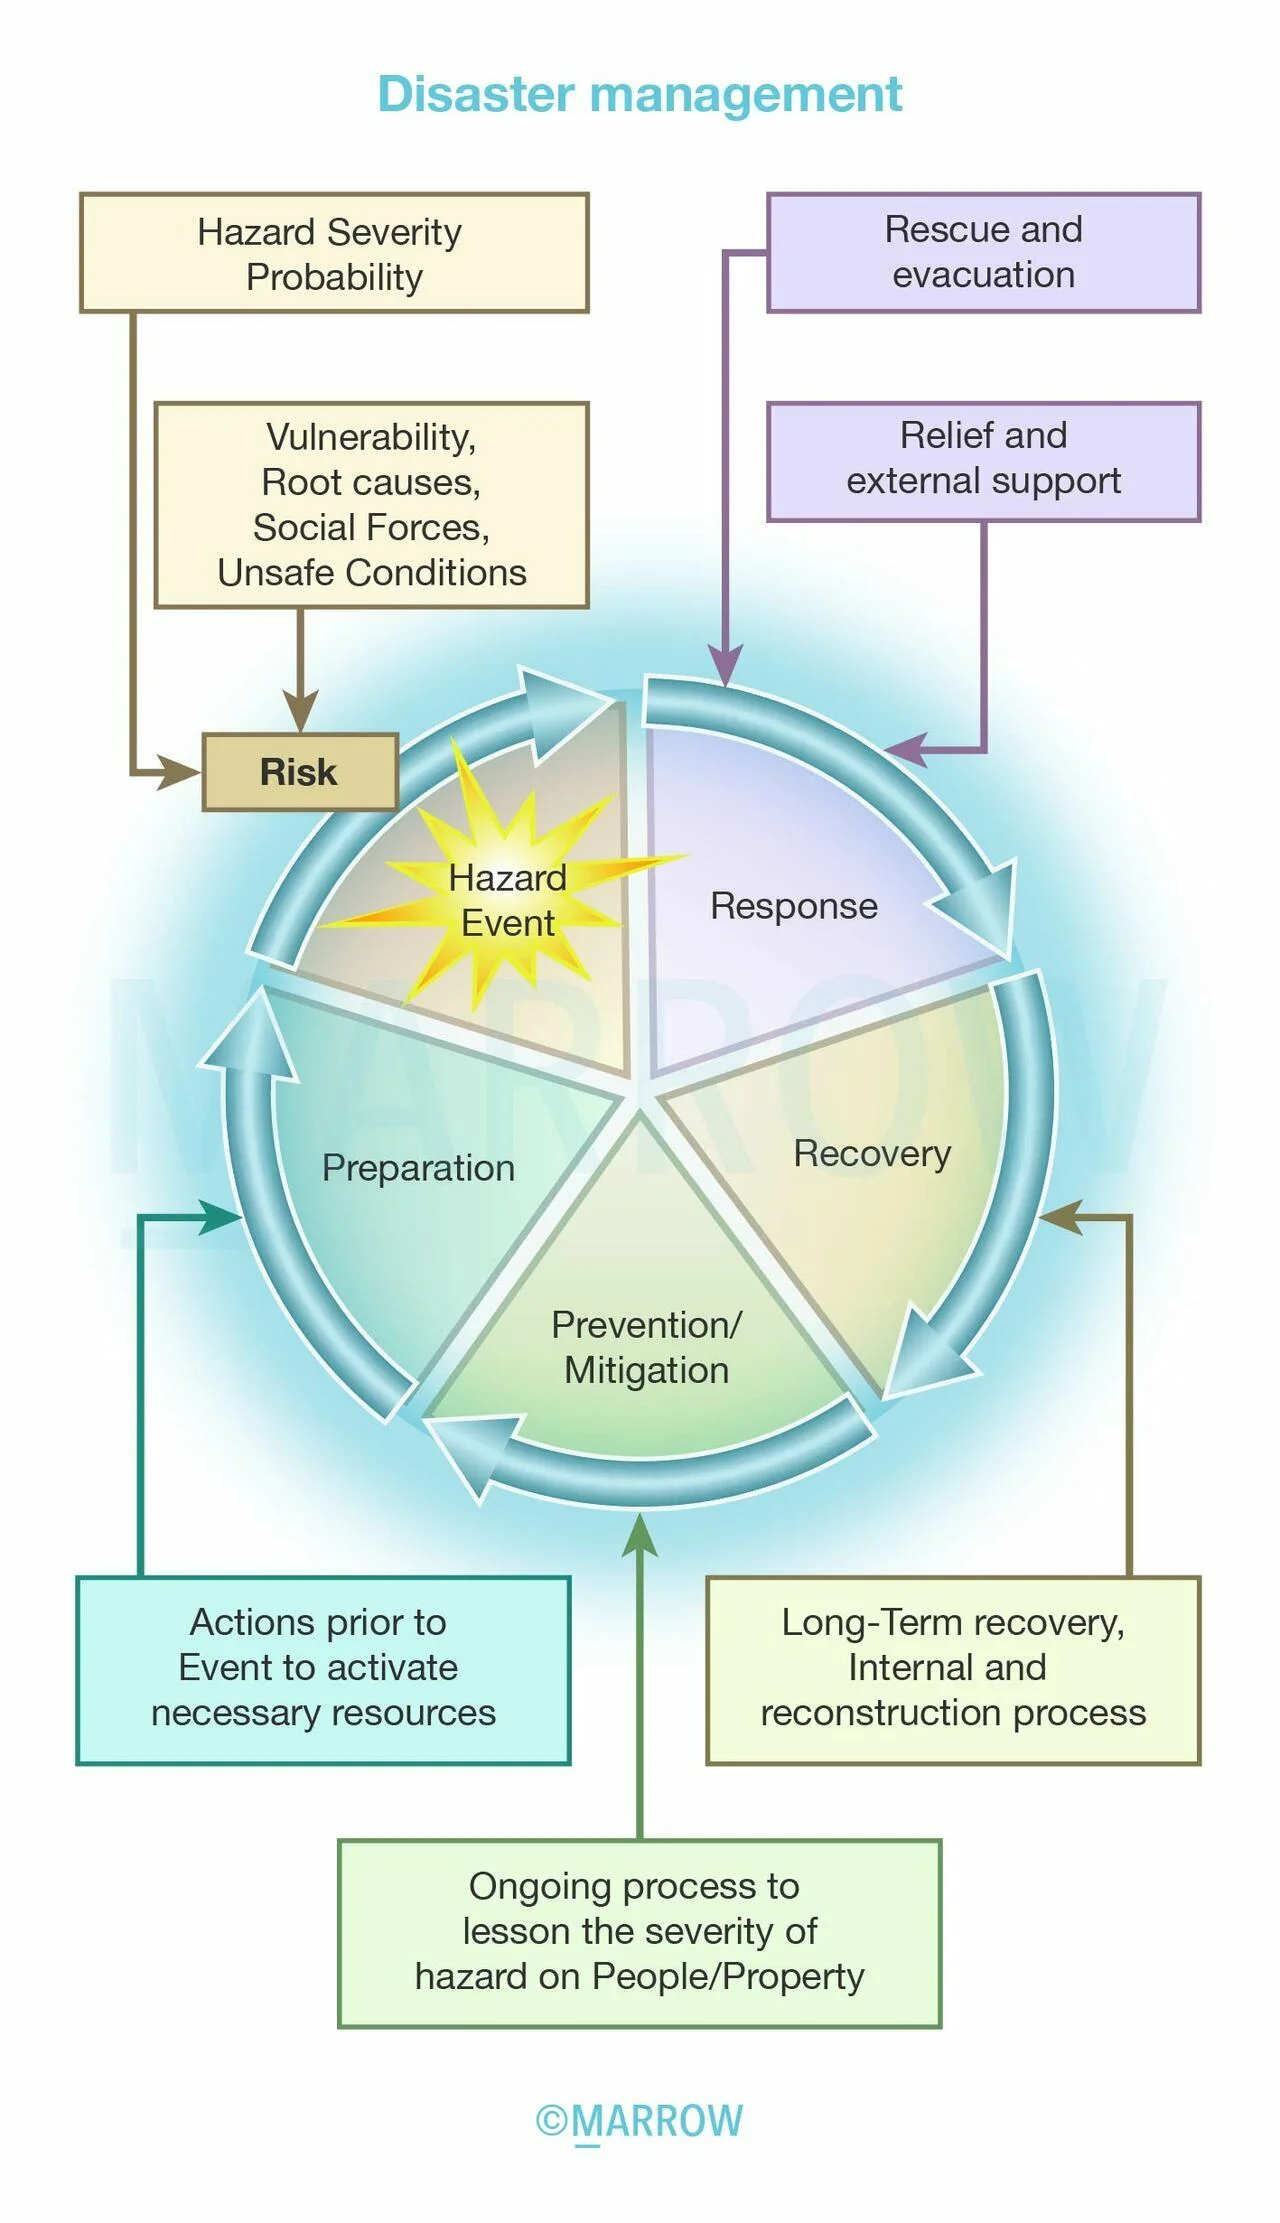 Disaster management
Hazard Severity
Probability
Rescue and
evacuation
Vulnerability,
Root causes,
Social Forces,
Unsafe Conditions
Relief and
external support
Risk
Hazard
Event
Response
MARROW
Preparation
Recovery
Prevention/
Mitigation
Actions prior to
Event to activate
necessary resources
Long-Term recovery,
Internal and
reconstruction process
Ongoing process to
lesson the severity of
hazard on People/Property
©MARROW